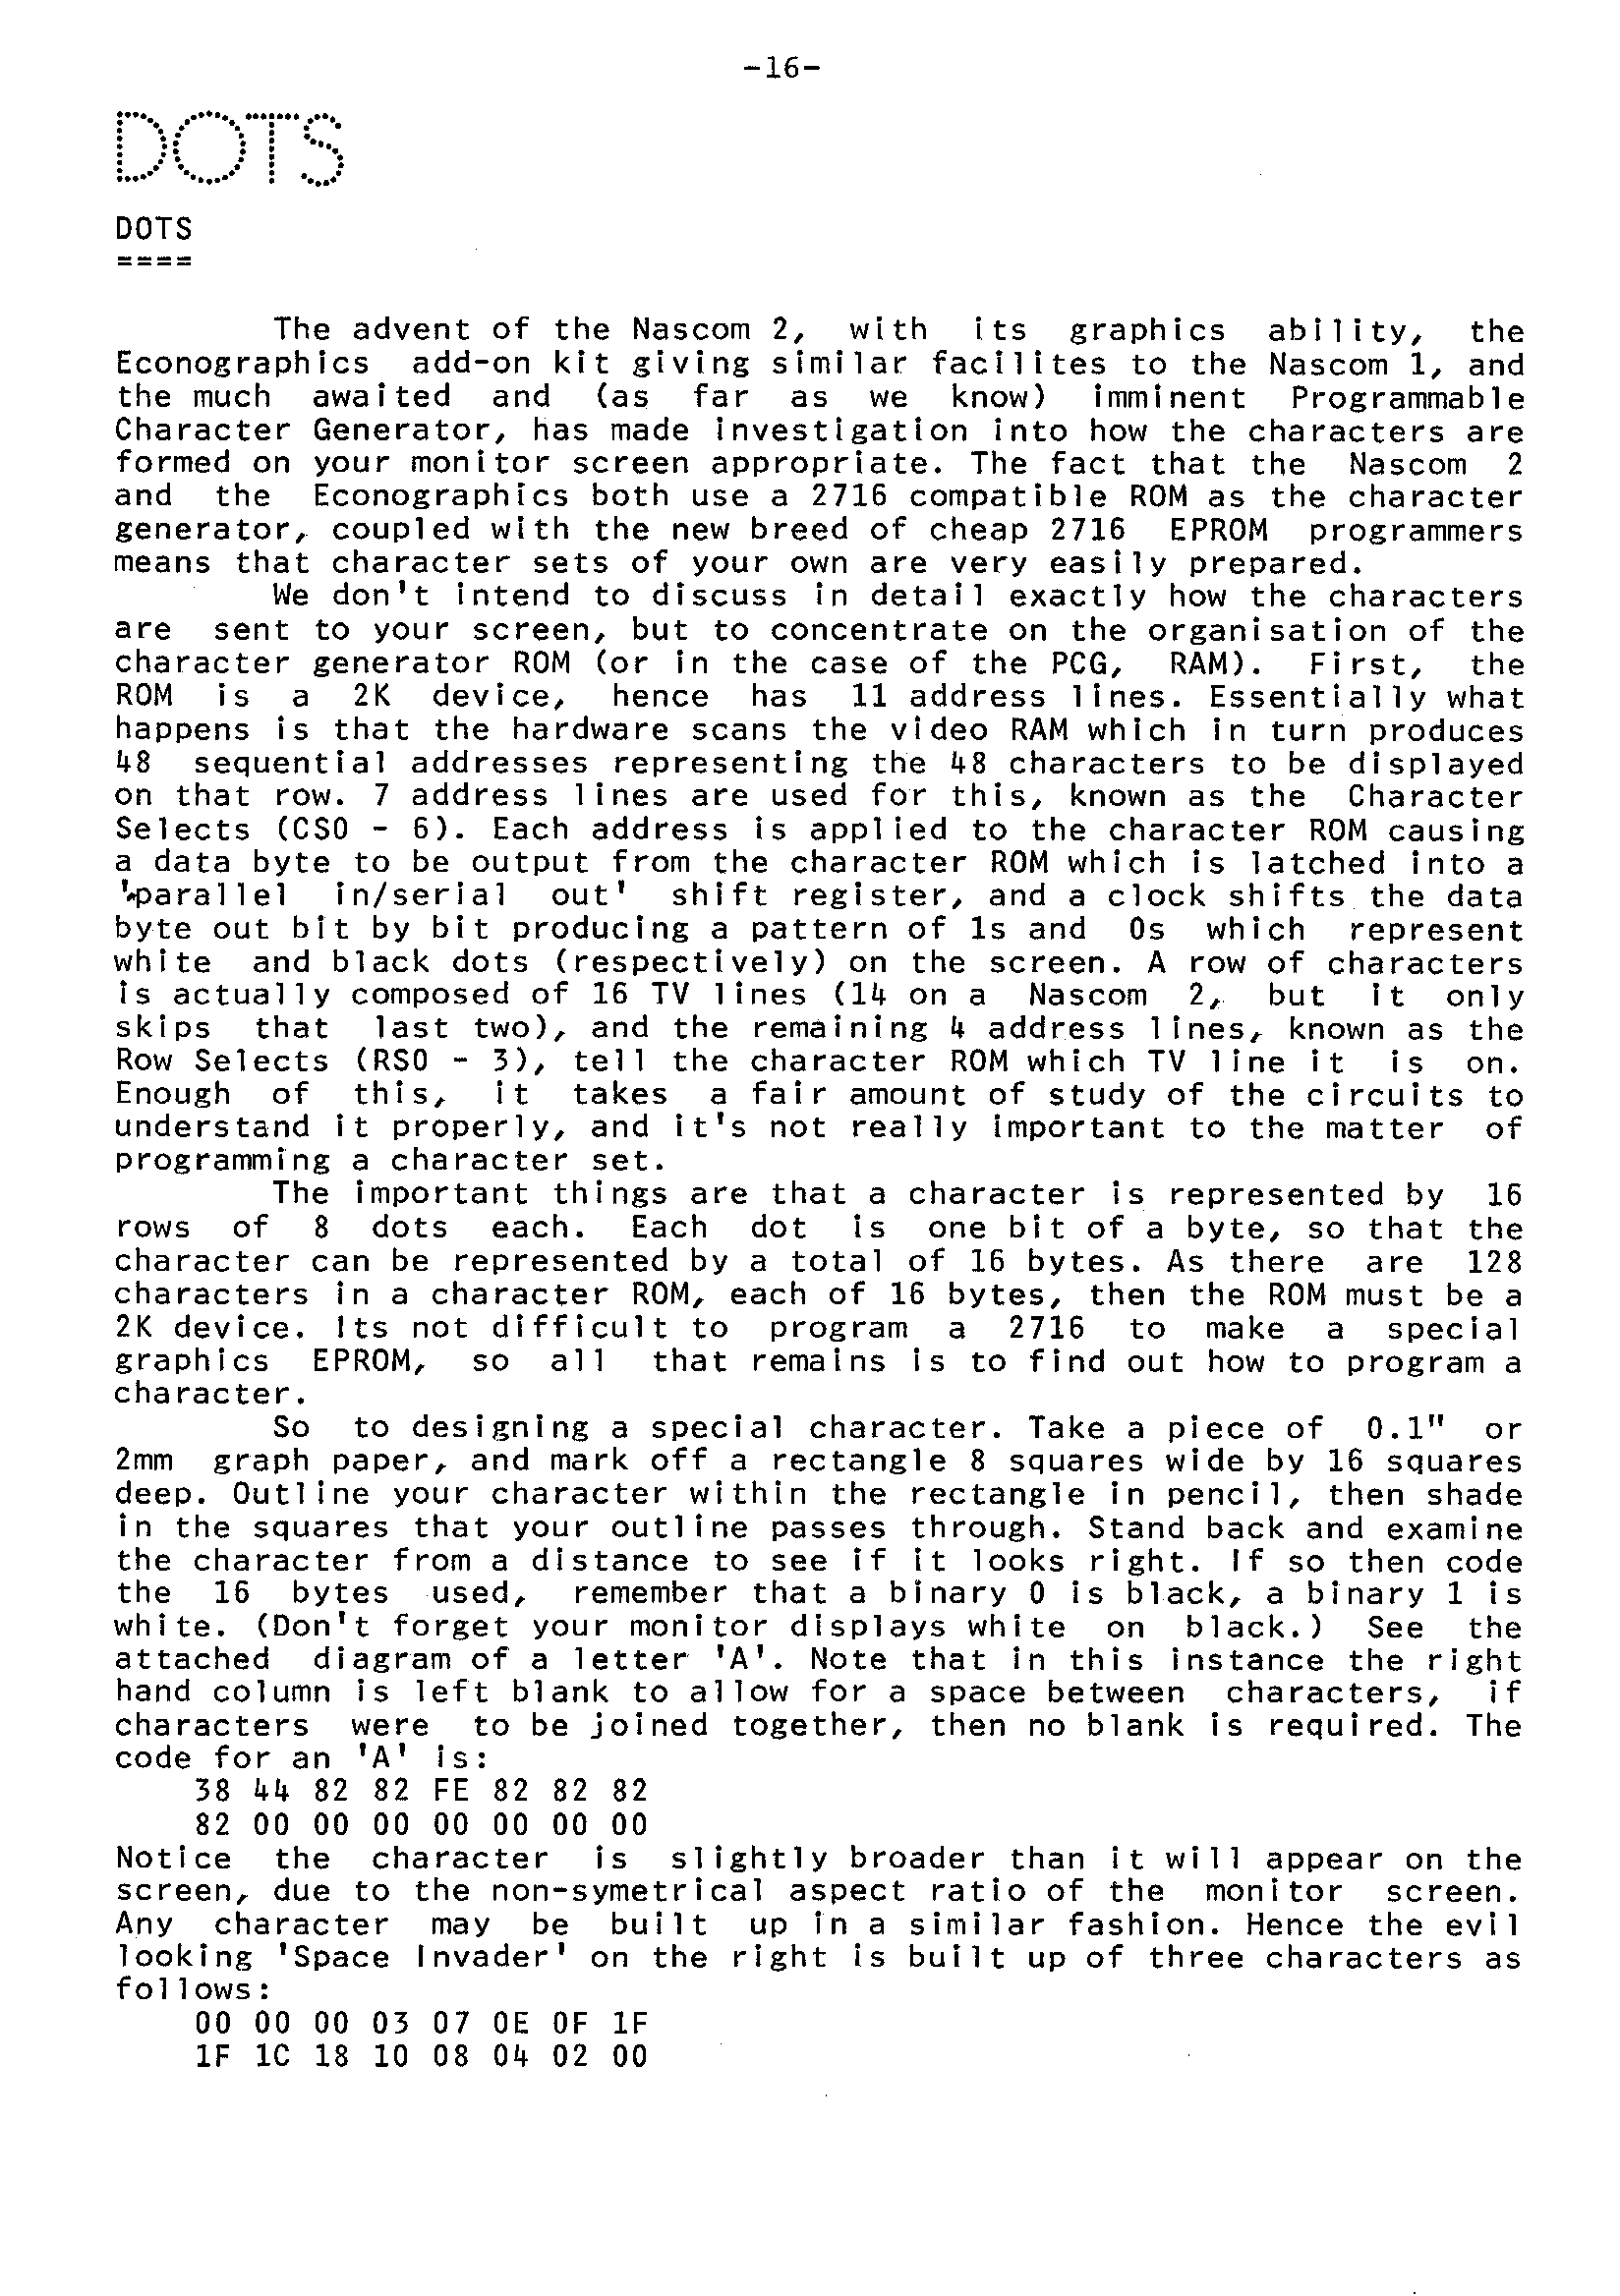 -16-
DOTS
DOTS
====
The advent of the Nascom 2, with its graphics ability, the
Econographics add-on kit giving similar facilites to the Nascom 1, and
the much awaited and (as far as we know) imminent Programmable
Character Generator, has made investigation into how the characters are
formed on your monitor screen appropriate. The fact that the Nascom 2
and the Econographics both use a 2716 compatible ROM as the character
generator, coupled with the new breed of cheap 2716 EPROM programmers
means that character sets of your own are very easily prepared.
We don't intend to discuss in detail exactly how the characters
are sent to your screen, but to concentrate on the organisation of the
character generator ROM (or in the case of the PCG, RAM). First, the
ROM is a 2K device, hence has 11 address lines. Essentially what
happens is that the hardware scans the video RAM which in turn produces
48 sequential addresses representing the 48 characters to be displayed
on that row. 7 address lines are used for this, known as the Character
Selects (CS0 - 6). Each address is applied to the character ROM causing
a data byte to be output from the character ROM which is latched into a
'parallel in/serial out' shift register, and a clock shifts the data
byte out bit by bit producing a pattern of 1s and 0s which represent
white and black dots (respectively) on the screen. A row of characters
is actually composed of 16 TV lines (14 on a Nascom 2, but it only
skips that last two), and the remaining 4 address lines, known as the
Row Selects (RS0 - 3), tell the character ROM which TV line it is on.
Enough of this, it takes a fair amount of study of the circuits to
understand it properly, and it's not really important to the matter of
programming a character set.
The important things are that a character is represented by 16
rows of 8 dots each. Each dot is one bit of a byte, so that the
character can be represented by a total of 16 bytes. As there are 128
characters in a character ROM, each of 16 bytes, then the ROM must be a
2K device. Its not difficult to program a 2716 to make a special
graphics EPROM, so all that remains is to find out how to program a
character.
So to designing a special character. Take a piece of 0.1" or
2mm graph paper, and mark off a rectangle 8 squares wide by 16 squares
deep. Outline your character within the rectangle in pencil, then shade
in the squares that your outline passes through. Stand back and examine
the character from a distance to see if it looks right. If so then code
the 16 bytes used, remember that a binary 0 is black, a binary 1 is
white. (Don't forget your monitor displays white on black.) See the
attached diagram of a letter 'A'. Note that in this instance the right
hand column is left blank to allow for a space between characters, if
characters were to be joined together, then no blank is required. The
code for an 'A' is:
38 44 82 82 FE 82 82 82
82 00 00 00 00 00 00 00
Notice the character is slightly broader than it will appear on the
screen, due to the non-symetrical aspect ratio of the monitor screen.
Any character may be built up in a similar fashion. Hence the evil
looking 'Space Invader' on the right is built up of three characters as
follows:
00 00 00 03 07 0E 0F 1F
1F 1C 18 10 08 04 02 00